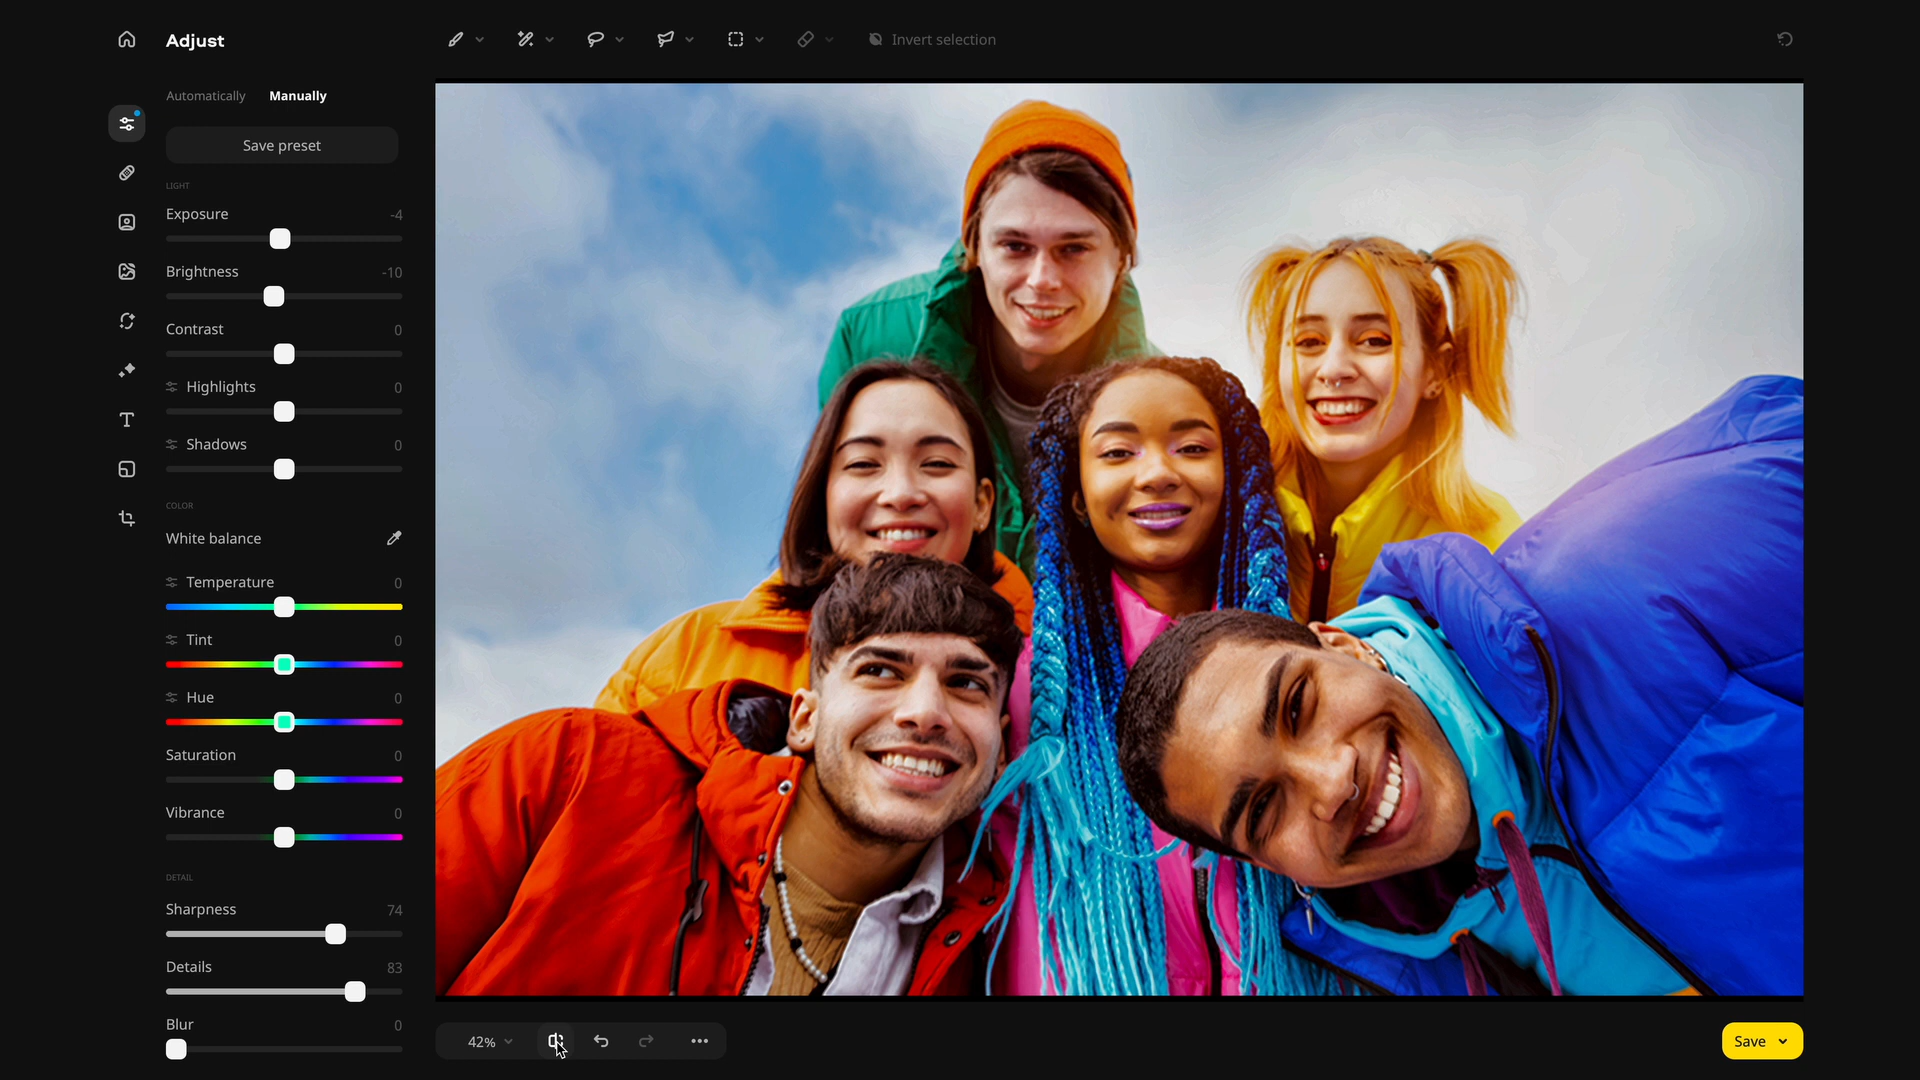 Adjust
Invert selection
Automatically Manually
Save preset
LIGHT
Exposure -4
Brightness -10
Contrast 0
Highlights 0
Shadows 0
COLOR
White balance
Temperature 0
Tint 0
Hue 0
Saturation 0
Vibrance 0
DETAIL
Sharpness 74
Details 83
Blur 0
42%
Save